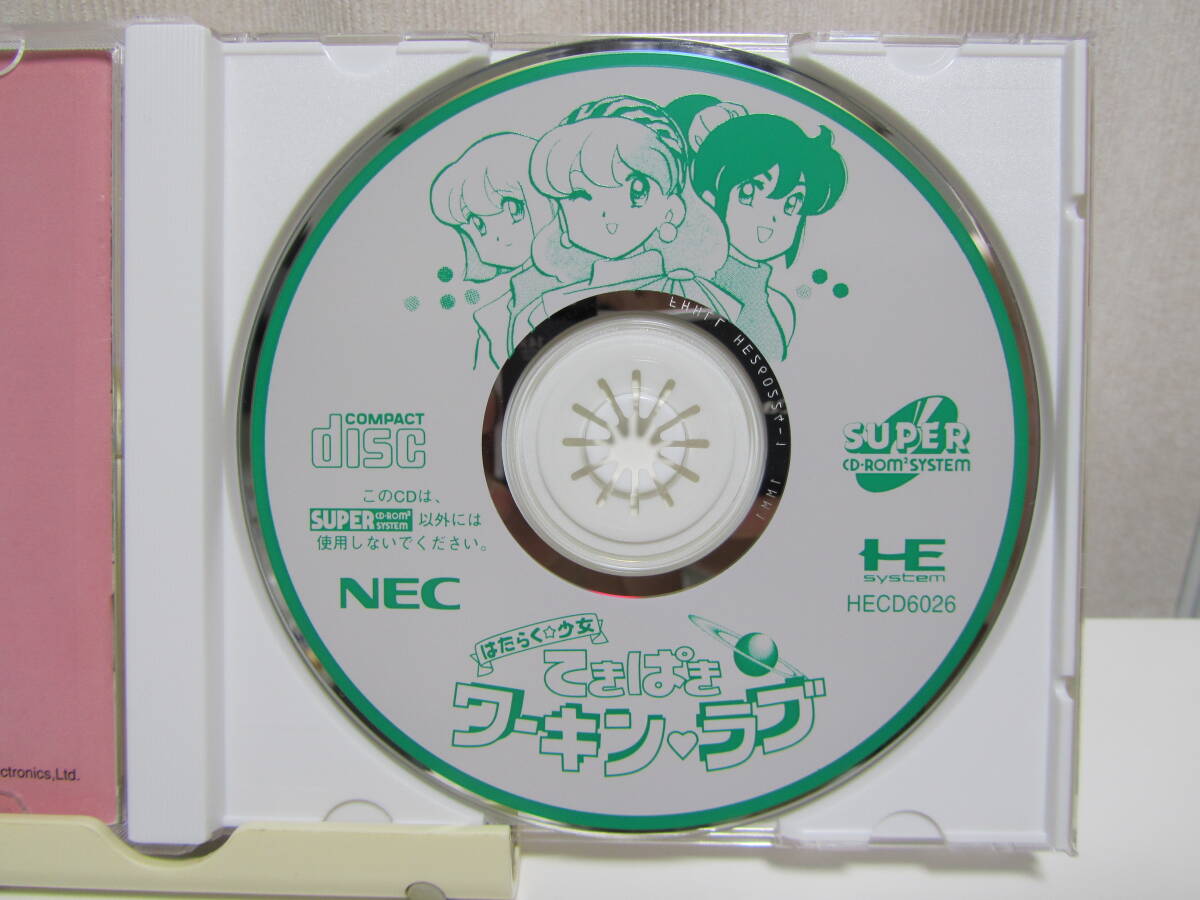 COMPACT
disc
このCDは、
SUPER CD-ROM² SYSTEM 以外には
使用しないでください。
NEC
SUPER
CD-ROM² SYSTEM
HE
system
HECD6026
はたらく☆少女
てきぱき
ワーキン♥ラブ
ctronics,Ltd.